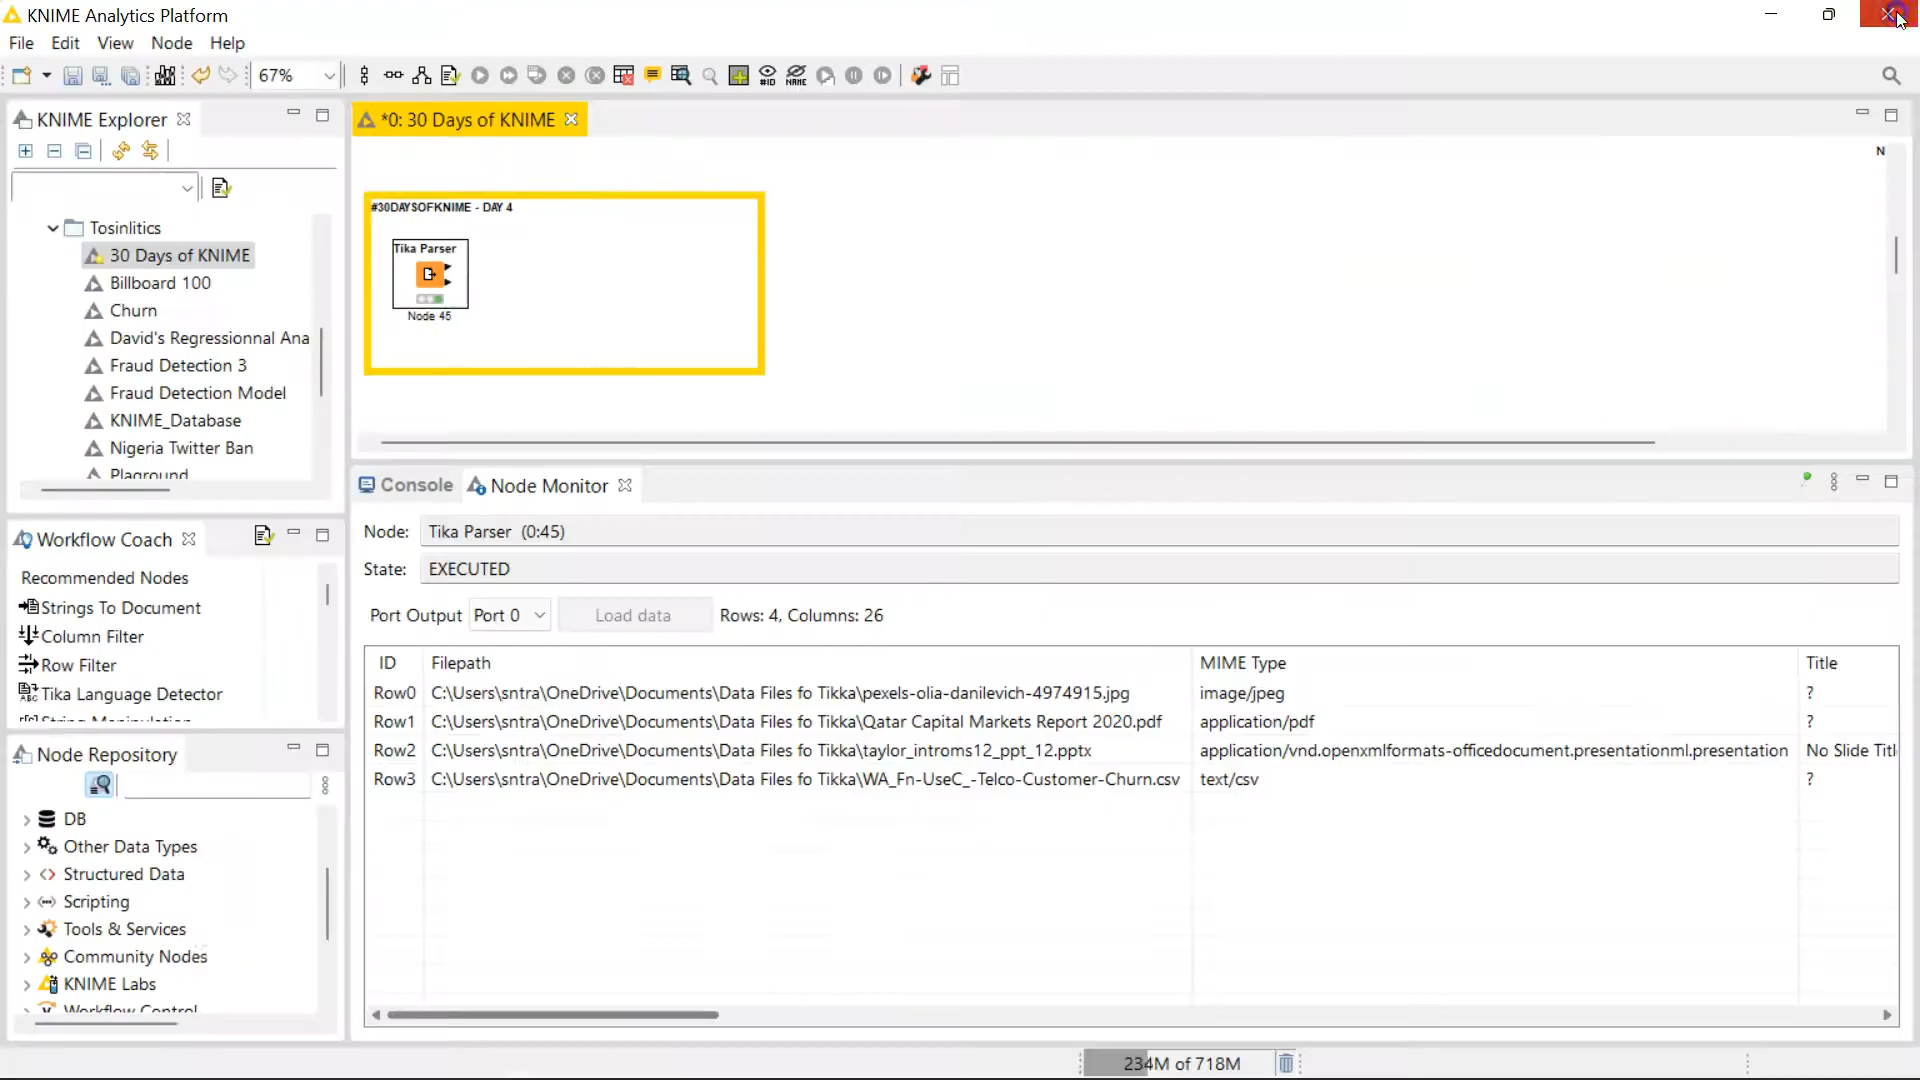 KNIME Analytics Platform
File Edit View Node Help
67%
KNIME Explorer
Tosinlitics
30 Days of KNIME
Billboard 100
Churn
David's Regressionnal Ana
Fraud Detection 3
Fraud Detection Model
KNIME_Database
Nigeria Twitter Ban
Plaground
Workflow Coach
Recommended Nodes
Strings To Document
Column Filter
Row Filter
Tika Language Detector
String Manipulation
Node Repository
DB
Other Data Types
Structured Data
Scripting
Tools & Services
Community Nodes
KNIME Labs
Workflow Control
*0: 30 Days of KNIME
N
#30DAYSOFKNIME - DAY 4
Tika Parser
Node 45
Console Node Monitor
Node: Tika Parser (0:45)
State: EXECUTED
Port Output Port 0 Load data Rows: 4, Columns: 26
ID Filepath MIME Type Title
Row0 C:\Users\sntra\OneDrive\Documents\Data Files fo Tikka\pexels-olia-danilevich-4974915.jpg image/jpeg ?
Row1 C:\Users\sntra\OneDrive\Documents\Data Files fo Tikka\Qatar Capital Markets Report 2020.pdf application/pdf ?
Row2 C:\Users\sntra\OneDrive\Documents\Data Files fo Tikka\taylor_introms12_ppt_12.pptx application/vnd.openxmlformats-officedocument.presentationml.presentation No Slide Titl
Row3 C:\Users\sntra\OneDrive\Documents\Data Files fo Tikka\WA_Fn-UseC_-Telco-Customer-Churn.csv text/csv ?
234M of 718M